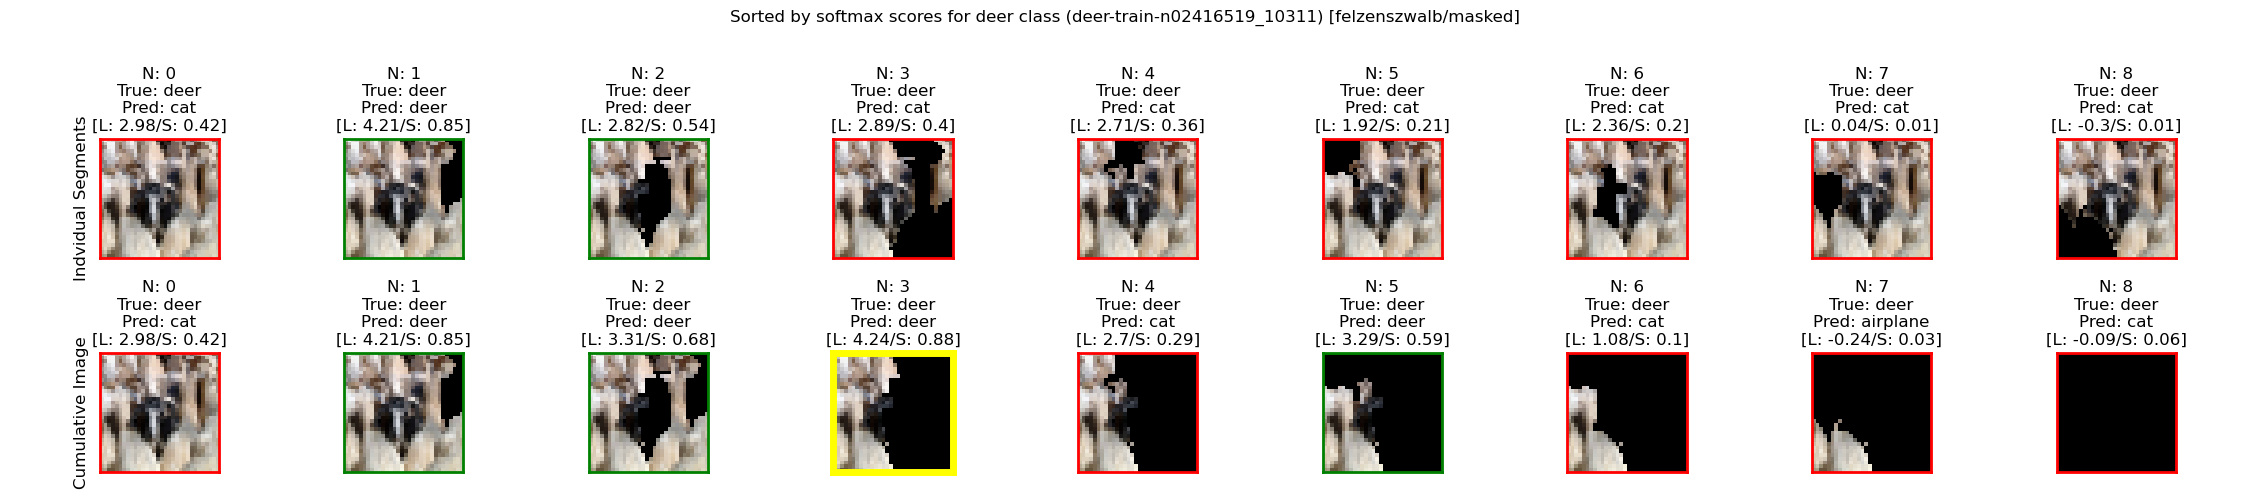 Sorted by softmax scores for deer class (deer-train-n02416519_10311) [felzenszwalb/masked]
Indvidual Segments
N: 0
True: deer
Pred: cat
[L: 2.98/S: 0.42]
N: 1
True: deer
Pred: deer
[L: 4.21/S: 0.85]
N: 2
True: deer
Pred: deer
[L: 2.82/S: 0.54]
N: 3
True: deer
Pred: cat
[L: 2.89/S: 0.4]
N: 4
True: deer
Pred: cat
[L: 2.71/S: 0.36]
N: 5
True: deer
Pred: cat
[L: 1.92/S: 0.21]
N: 6
True: deer
Pred: cat
[L: 2.36/S: 0.2]
N: 7
True: deer
Pred: cat
[L: 0.04/S: 0.01]
N: 8
True: deer
Pred: cat
[L: -0.3/S: 0.01]
Cumulative Image
N: 0
True: deer
Pred: cat
[L: 2.98/S: 0.42]
N: 1
True: deer
Pred: deer
[L: 4.21/S: 0.85]
N: 2
True: deer
Pred: deer
[L: 3.31/S: 0.68]
N: 3
True: deer
Pred: deer
[L: 4.24/S: 0.88]
N: 4
True: deer
Pred: cat
[L: 2.7/S: 0.29]
N: 5
True: deer
Pred: deer
[L: 3.29/S: 0.59]
N: 6
True: deer
Pred: cat
[L: 1.08/S: 0.1]
N: 7
True: deer
Pred: airplane
[L: -0.24/S: 0.03]
N: 8
True: deer
Pred: cat
[L: -0.09/S: 0.06]